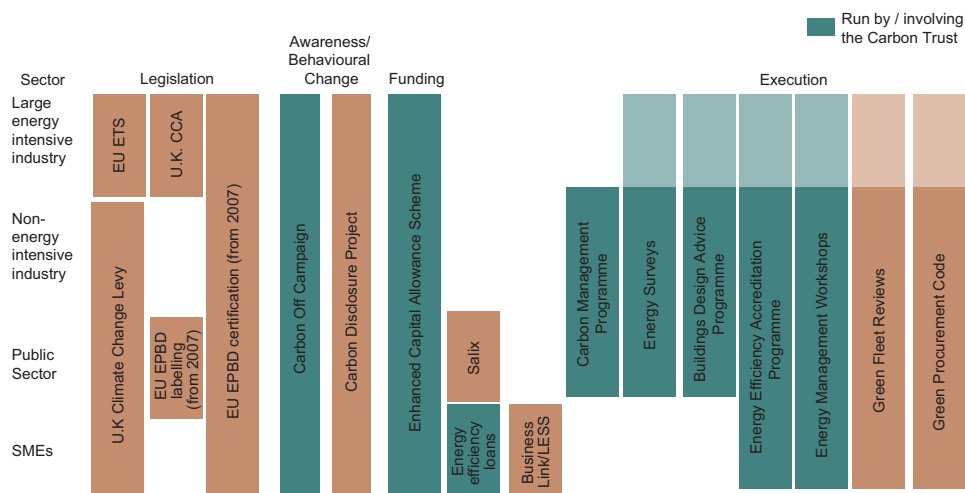 Run by / involving
the Carbon Trust
Awareness/
Behavioural
Change
Sector
Legislation
Funding
Execution
Large
energy
intensive
industry
Non-
energy
intensive
industry
Public
Sector
SMEs
EU ETS
U.K. CCA
U.K Climate Change Levy
EU EPBD
labelling
(from 2007)
EU EPBD certification (from 2007)
Carbon Off Campaign
Carbon Disclosure Project
Enhanced Capital Allowance Scheme
Salix
Energy
efficiency
loans
Business
Link/LESS
Carbon Management
Programme
Energy Surveys
Buildings Design Advice
Programme
Energy Efficiency Accreditation
Programme
Energy Management Workshops
Green Fleet Reviews
Green Procurement Code